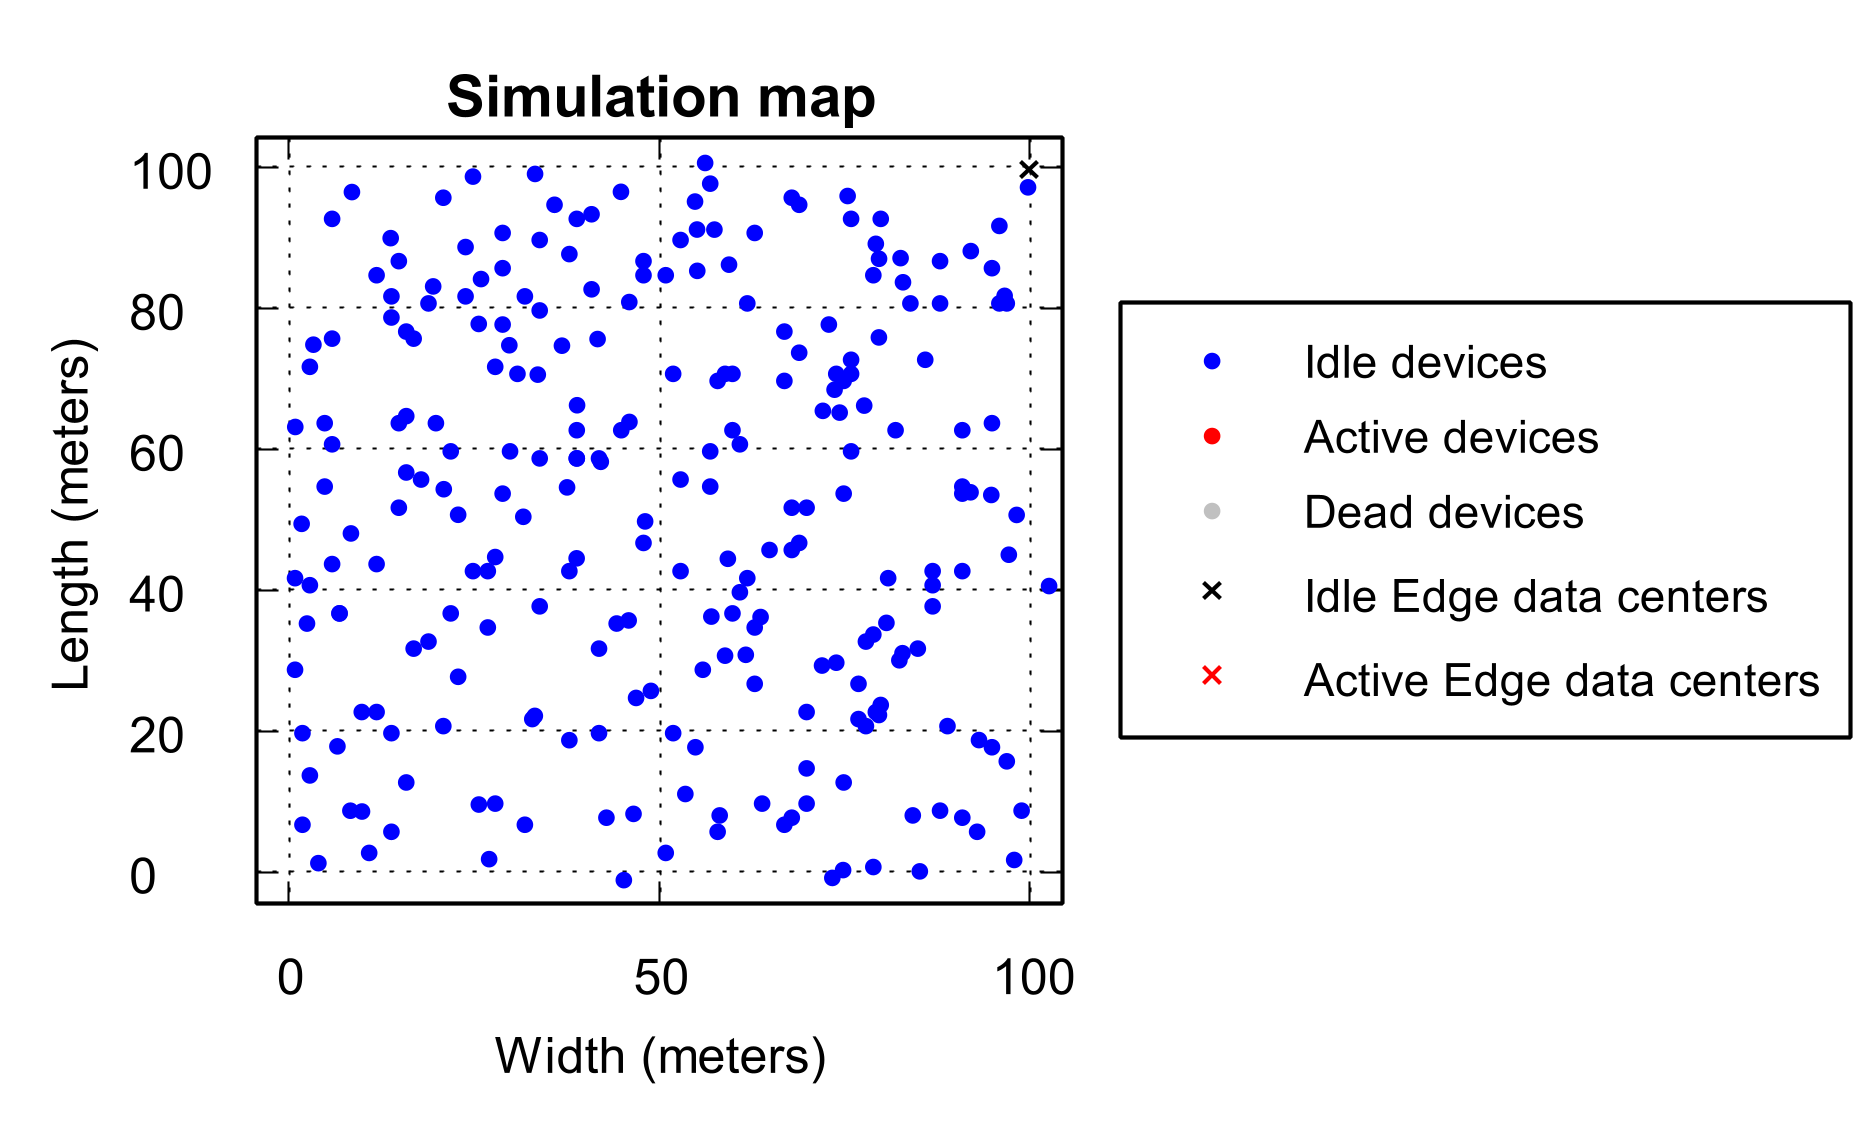 Simulation map
100
80
60
40
20
0
Length (meters)
0 50 100
Width (meters)
Idle devices
Active devices
Dead devices
Idle Edge data centers
Active Edge data centers